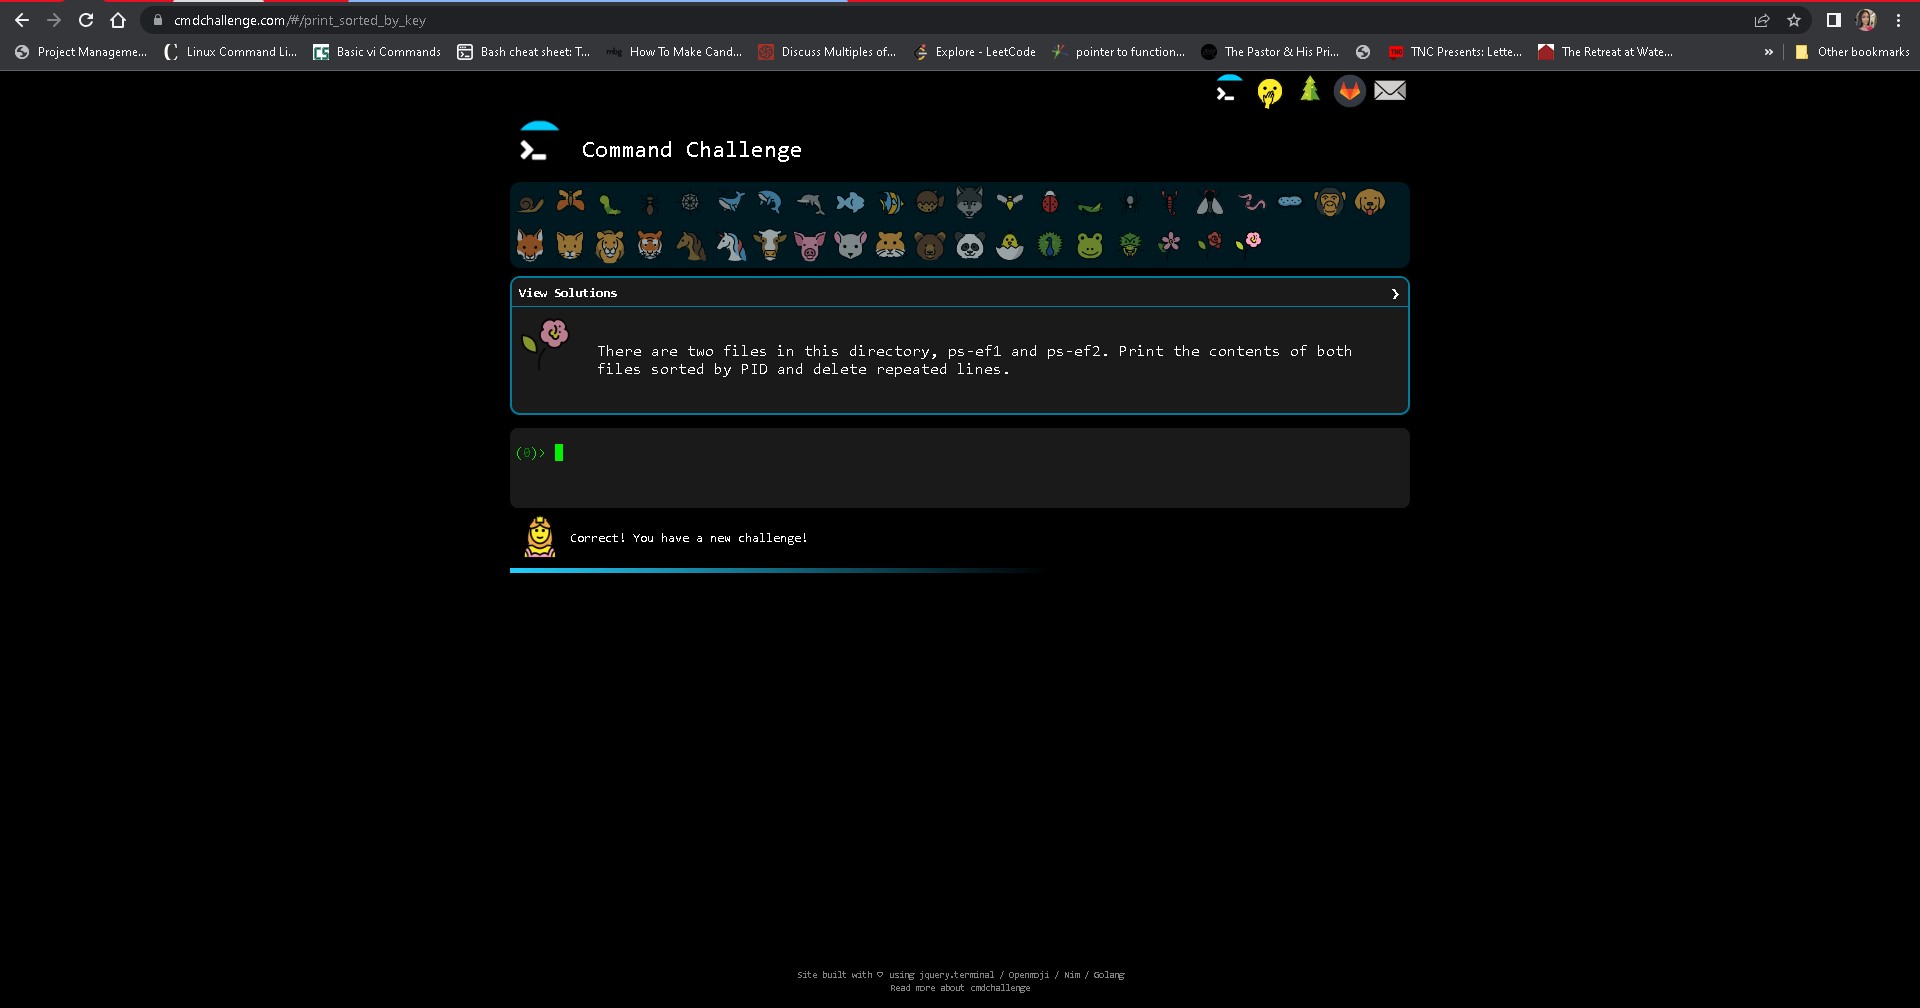 cmdchallenge.com/#/print_sorted_by_key
Project Manageme... Linux Command Li... Basic vi Commands Bash cheat sheet: T... mbg How To Make Cand... Discuss Multiples of... Explore - LeetCode pointer to function... The Pastor & His Pri... TNC TNC Presents: Lette... The Retreat at Wate... » Other bookmarks
Command Challenge
View Solutions ❯
There are two files in this directory, ps-ef1 and ps-ef2. Print the contents of both
files sorted by PID and delete repeated lines.
(0)>
Correct! You have a new challenge!
Site built with ♡ using jquery.terminal / Openmoji / Nim / Golang
Read more about cmdchallenge